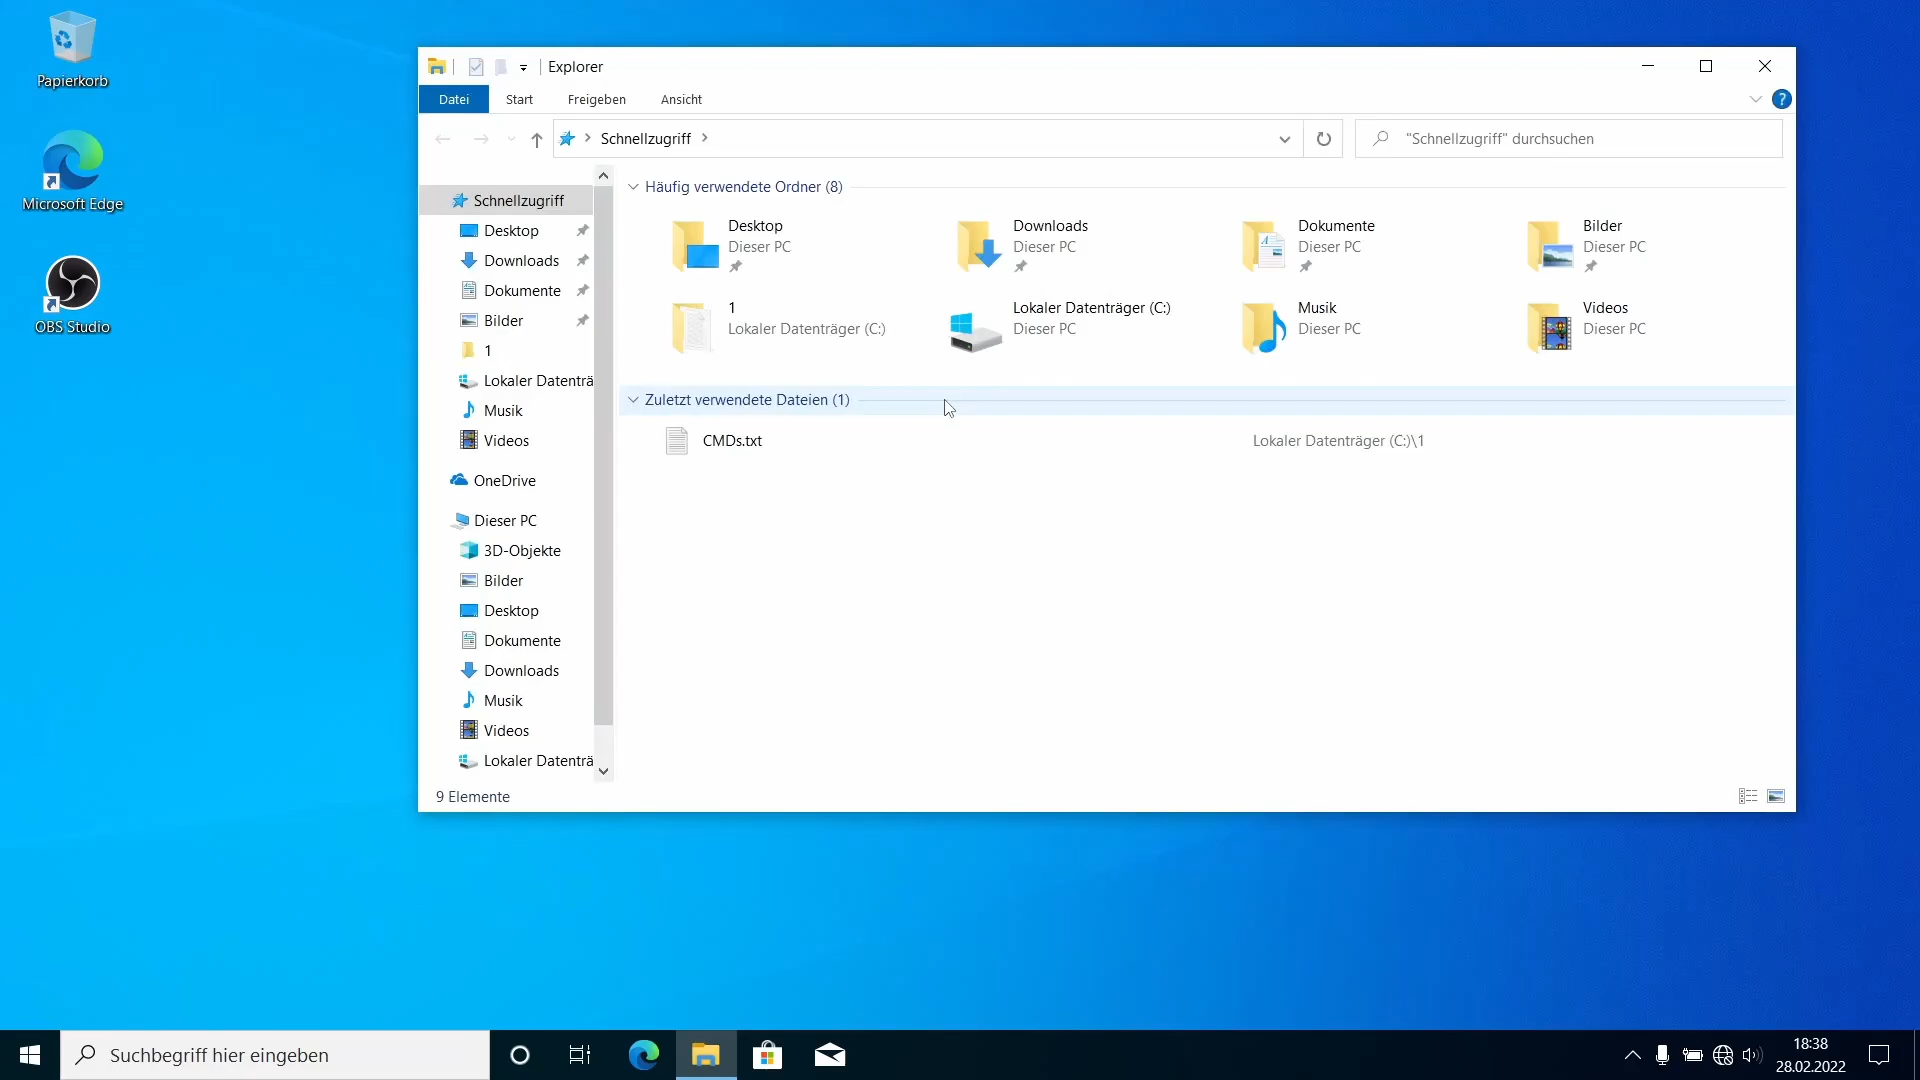 Papierkorb
Microsoft Edge
OBS Studio
Explorer
Datei
Start
Freigeben
Ansicht
?
Schnellzugriff
"Schnellzugriff" durchsuchen
Schnellzugriff
Desktop
Downloads
Dokumente
Bilder
1
Lokaler Datenträ
Musik
Videos
OneDrive
Dieser PC
3D-Objekte
Bilder
Desktop
Dokumente
Downloads
Musik
Videos
Lokaler Datenträ
Häufig verwendete Ordner (8)
Desktop
Dieser PC
Downloads
Dieser PC
Dokumente
Dieser PC
Bilder
Dieser PC
1
Lokaler Datenträger (C:)
Lokaler Datenträger (C:)
Dieser PC
Musik
Dieser PC
Videos
Dieser PC
Zuletzt verwendete Dateien (1)
CMDs.txt
Lokaler Datenträger (C:)\1
9 Elemente
Suchbegriff hier eingeben
18:38
28.02.2022